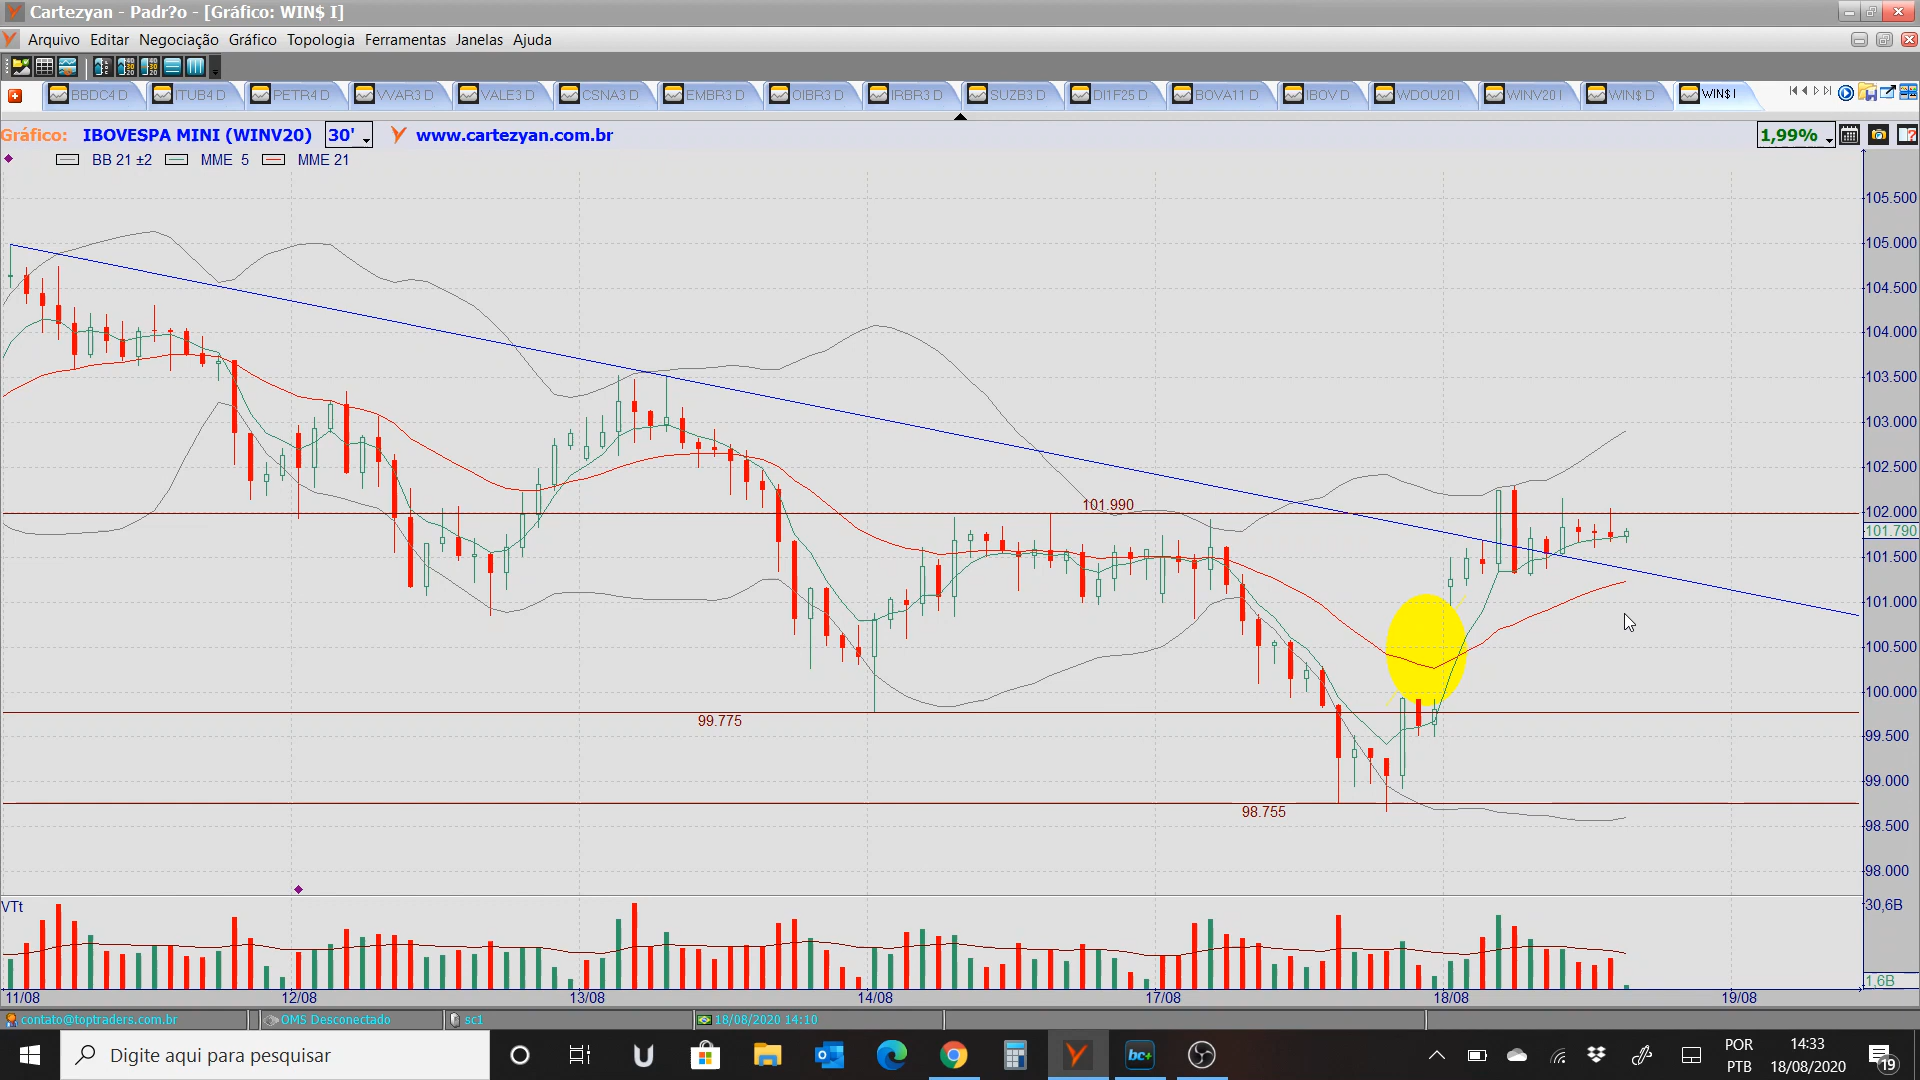 Cartezyan - Padr?o - [Gráfico: WIN$ I]
Arquivo Editar Negociação Gráfico Topologia Ferramentas Janelas Ajuda
BBDC4 D ITUB4 D PETR4 D VVAR3 D VALE3 D CSNA3 D EMBR3 D OIBR3 D IRBR3 D SUZB3 D DI1F25 D BOVA11 D IBOV D WDOU20 I WINV20 I WIN$ D WIN$ I
Gráfico: IBOVESPA MINI (WINV20) 30' www.cartezyan.com.br 1,99%
BB 21 ±2 MME 5 MME 21
105.500
105.000
104.500
104.000
103.500
103.000
102.500
101.990
102.000
101.790
101.500
101.000
100.500
100.000
99.775
99.500
99.000
98.755
98.500
98.000
VTt
30,6B
1,6B
11/08 12/08 13/08 14/08 17/08 18/08 19/08
contato@toptraders.com.br OMS Desconectado sc1 18/08/2020 14:10
Digite aqui para pesquisar
bc+
POR
PTB
14:33
18/08/2020
19